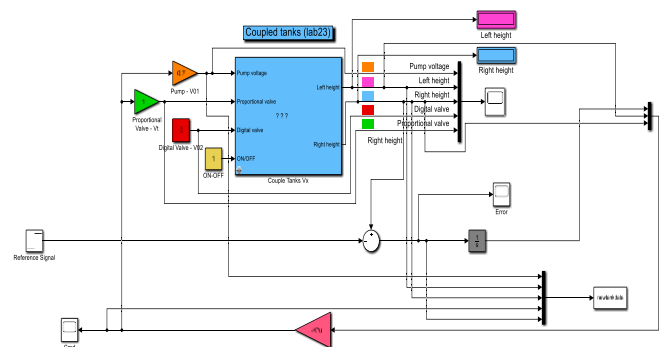 Coupled tanks (lab23)
Left height
Right height
Pump - V01
Pump voltage
Proportional valve
Digital valve
ON/OFF
Left height
Right height
? ? ?
Couple Tanks Vx
Pump voltage
Left height
Right height
Digital valve
Proportional valve
Right height
Proportional
Valve - Vt
Digital Valve - V02
1
ON-OFF
Error
Reference Signal
1
s